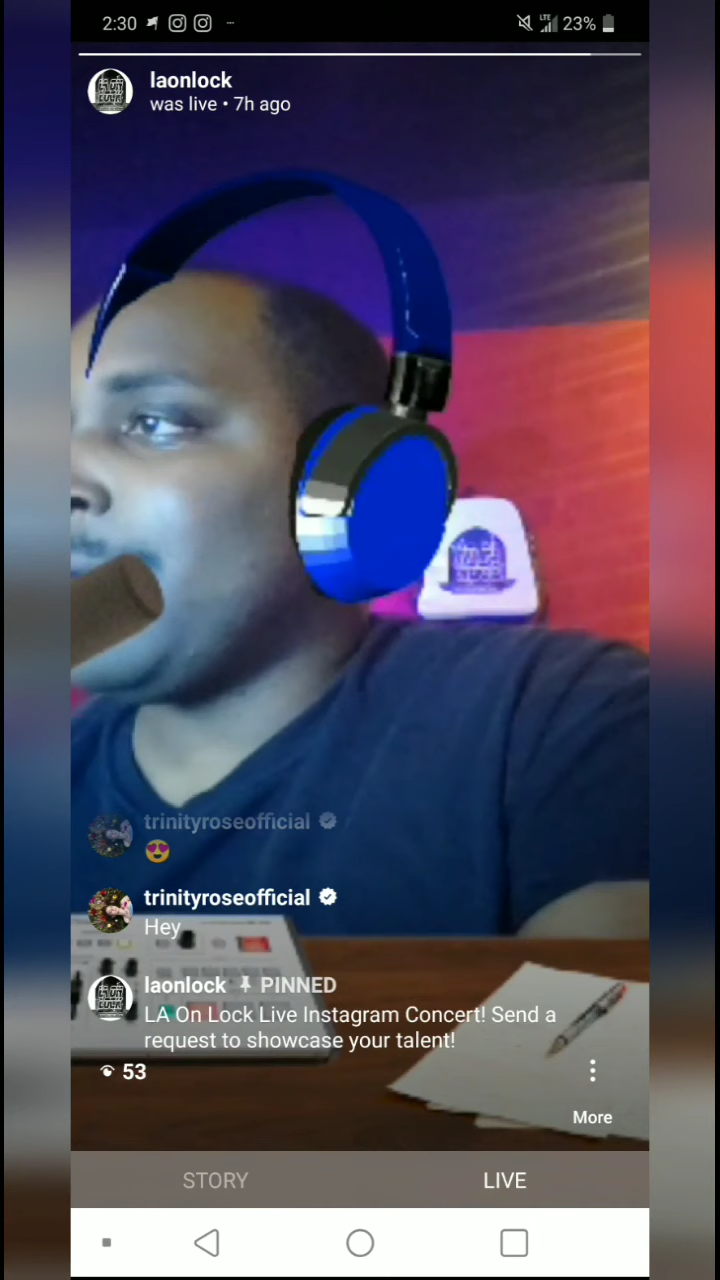 2:30
LTE 23%
laonlock
was live • 7h ago
trinityroseofficial
😍
trinityroseofficial
Hey
laonlock PINNED
LA On Lock Live Instagram Concert! Send a
request to showcase your talent!
53
More
STORY LIVE